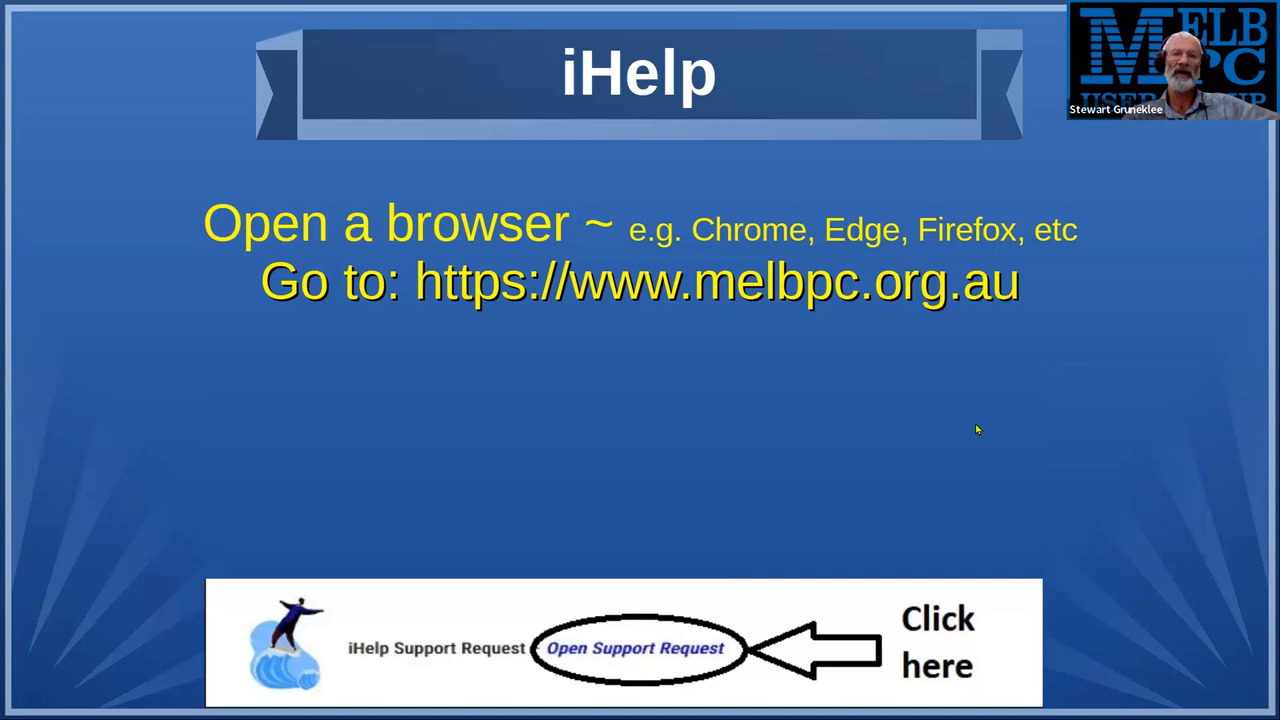 iHelp
MELB
PC
Stewart Gruneklee
Open a browser ~ e.g. Chrome, Edge, Firefox, etc
Go to: https://www.melbpc.org.au
iHelp Support Request - Open Support Request
Click
here